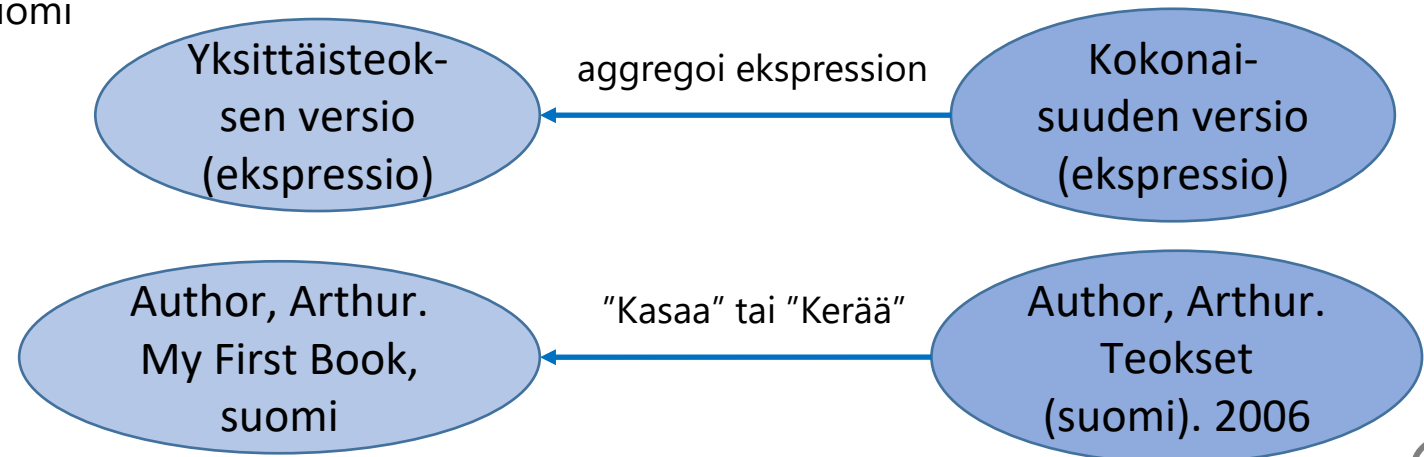 Yksittäisteok-
sen versio
(ekspressio)
aggregoi ekspression
Kokonai-
suuden versio
(ekspressio)
Author, Arthur.
My First Book,
suomi
”Kasaa” tai ”Kerää”
Author, Arthur.
Teokset
(suomi). 2006